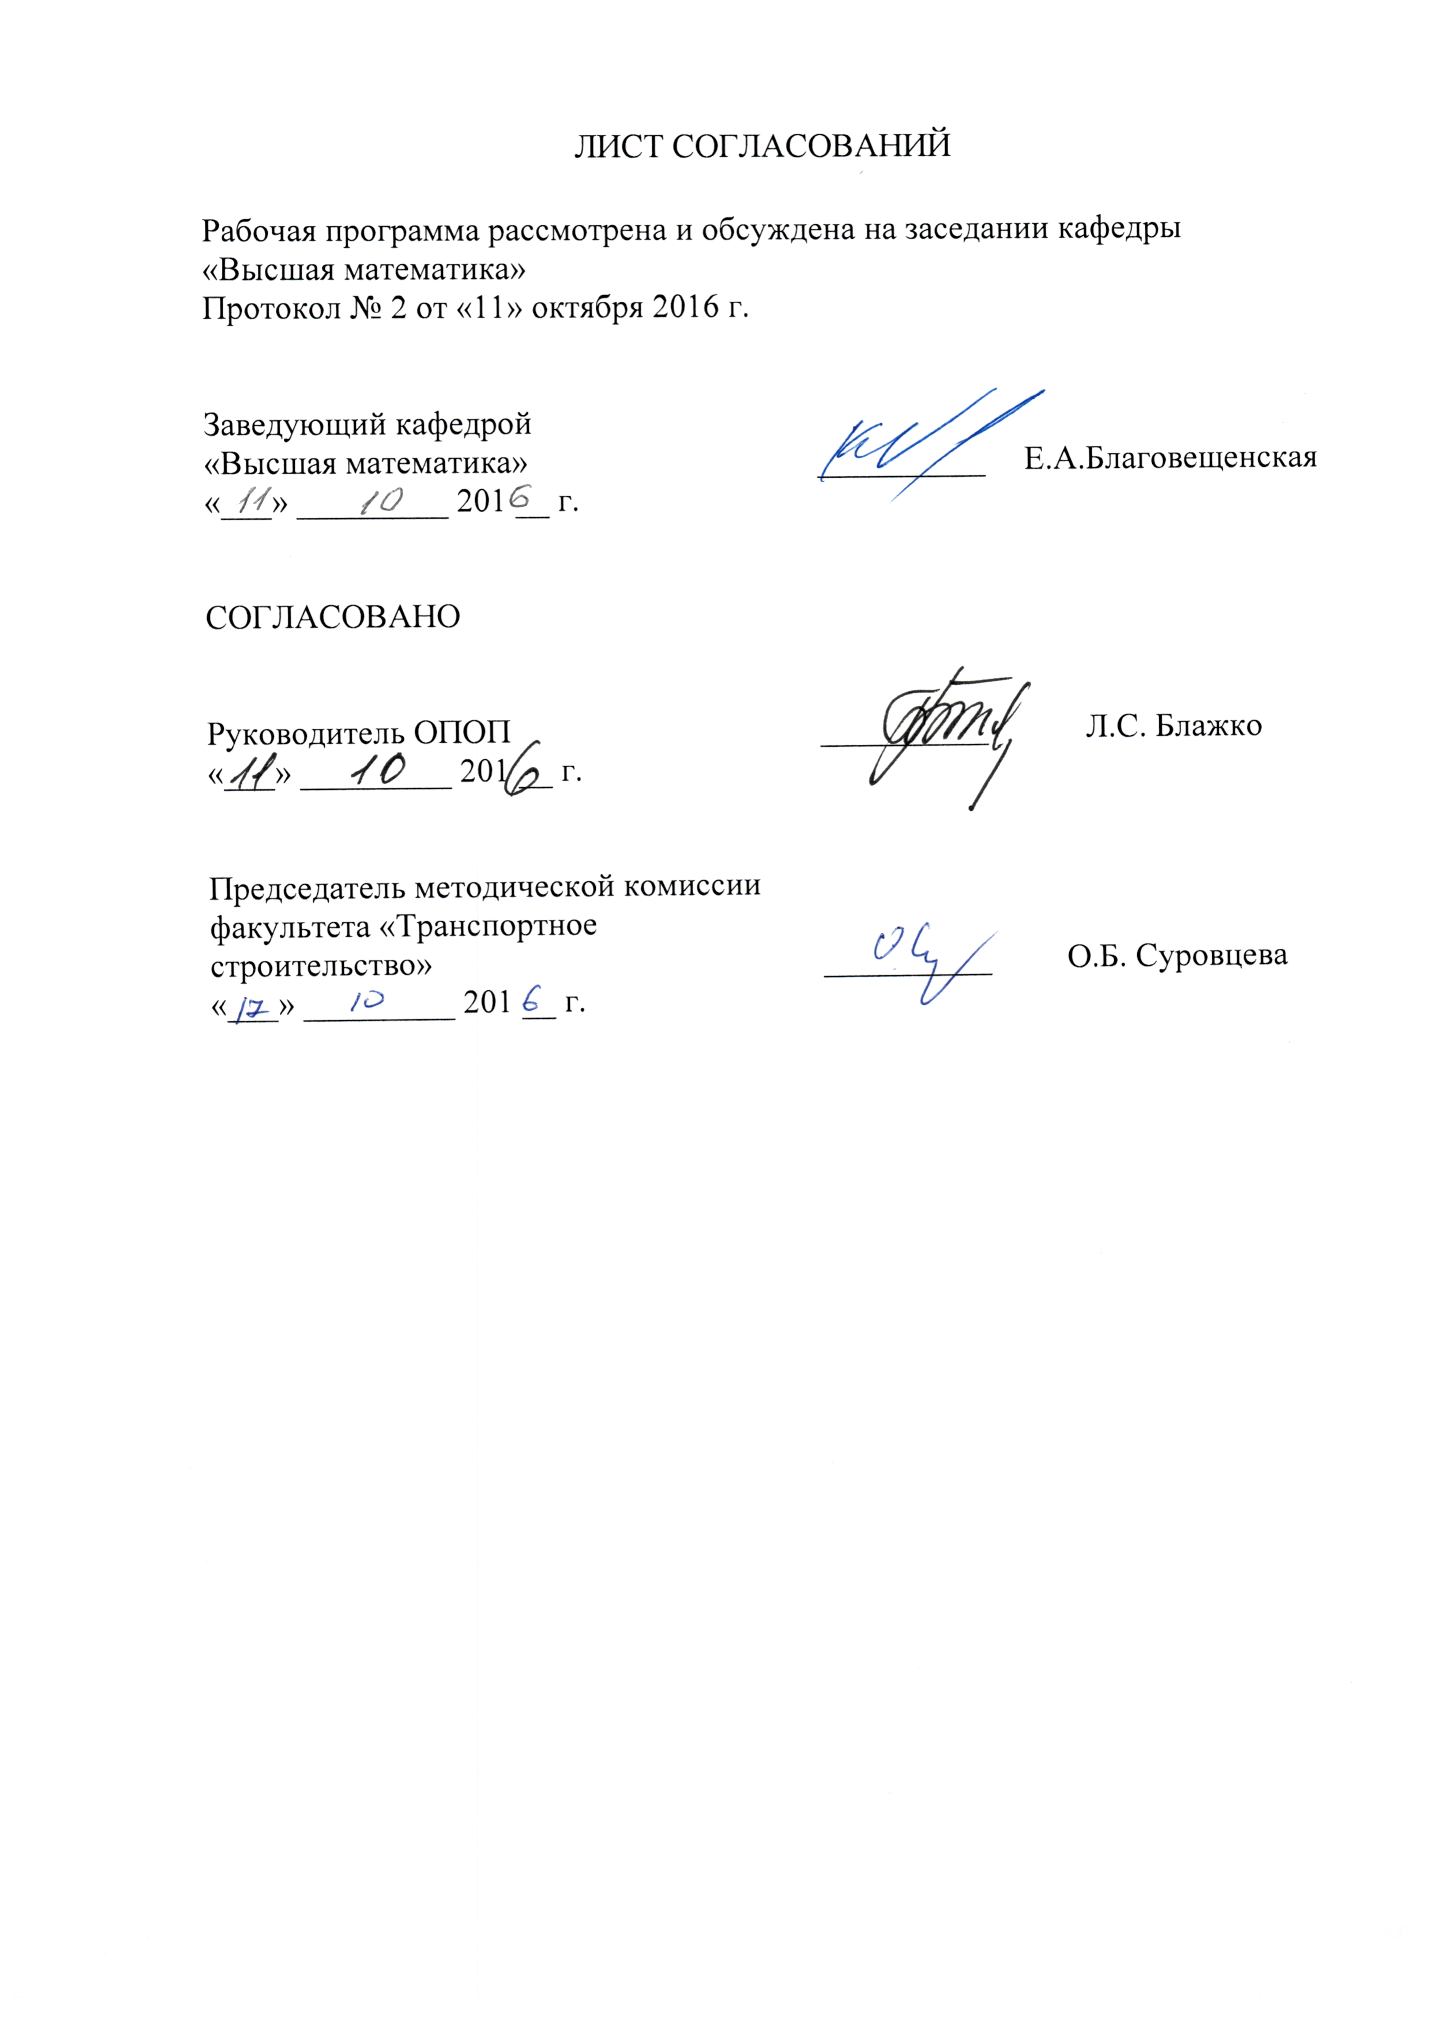 ЛИСТ СОГЛАСОВАНИЙ
Рабочая программа рассмотрена и обсуждена на заседании кафедры
«Высшая математика»
Протокол № 2 от «11» октября 2016 г.
Заведующий кафедрой
«Высшая математика» Е.А.Благовещенская
«11» 10 2016 г.
СОГЛАСОВАНО
Руководитель ОПОП Л.С. Блажко
«11» 10 2016 г.
Председатель методической комиссии
факультета «Транспортное
строительство» О.Б. Суровцева
«17» 10 2016 г.